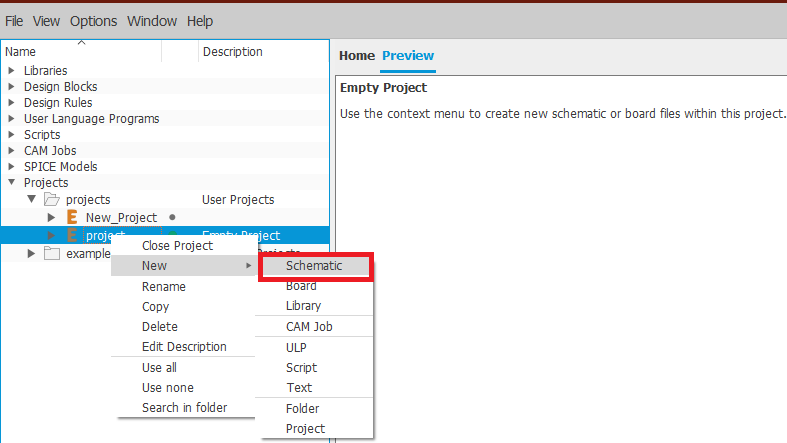 File View Options Window Help
Name Description
Libraries
Design Blocks
Design Rules
User Language Programs
Scripts
CAM Jobs
SPICE Models
Projects
projects User Projects
New_Project
project Empty Project
example
Close Project
New
Rename
Copy
Delete
Edit Description
Use all
Use none
Search in folder
Schematic
Board
Library
CAM Job
ULP
Script
Text
Folder
Project
Home Preview
Empty Project
Use the context menu to create new schematic or board files within this project.